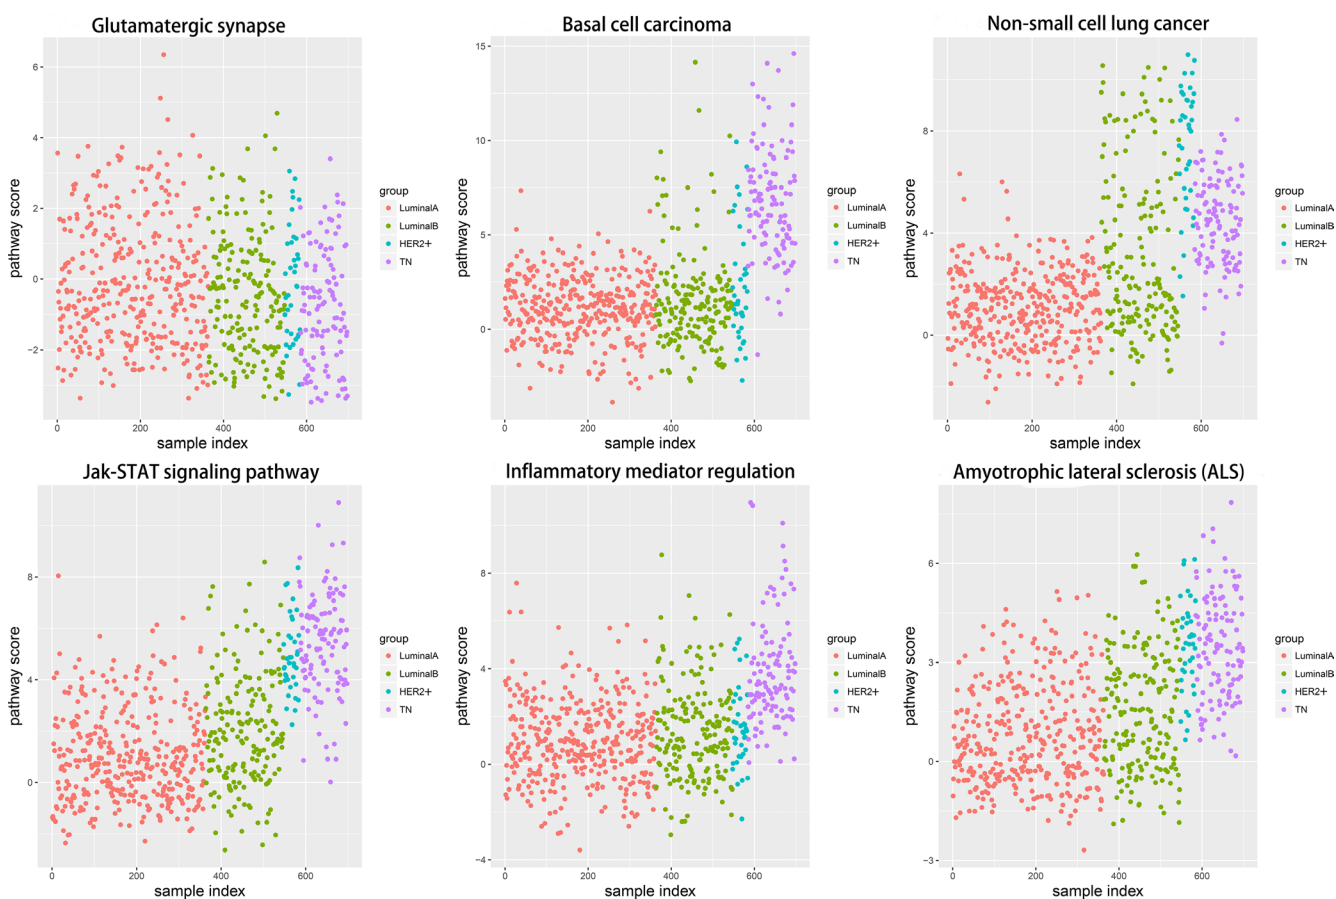 Glutamatergic synapse
6
4
2
0
−2
0
200
400
600
pathway score
sample index
group
LuminalA
LuminalB
HER2+
TN
Basal cell carcinoma
15
10
5
0
0
200
400
600
pathway score
sample index
group
LuminalA
LuminalB
HER2+
TN
Non-small cell lung cancer
8
4
0
0
200
400
600
pathway score
sample index
group
LuminalA
LuminalB
HER2+
TN
Jak-STAT signaling pathway
8
4
0
0
200
400
600
pathway score
sample index
group
LuminalA
LuminalB
HER2+
TN
Inflammatory mediator regulation
8
4
0
−4
0
200
400
600
pathway score
sample index
group
LuminalA
LuminalB
HER2+
TN
Amyotrophic lateral sclerosis (ALS)
6
3
0
−3
0
200
400
600
pathway score
sample index
group
LuminalA
LuminalB
HER2+
TN